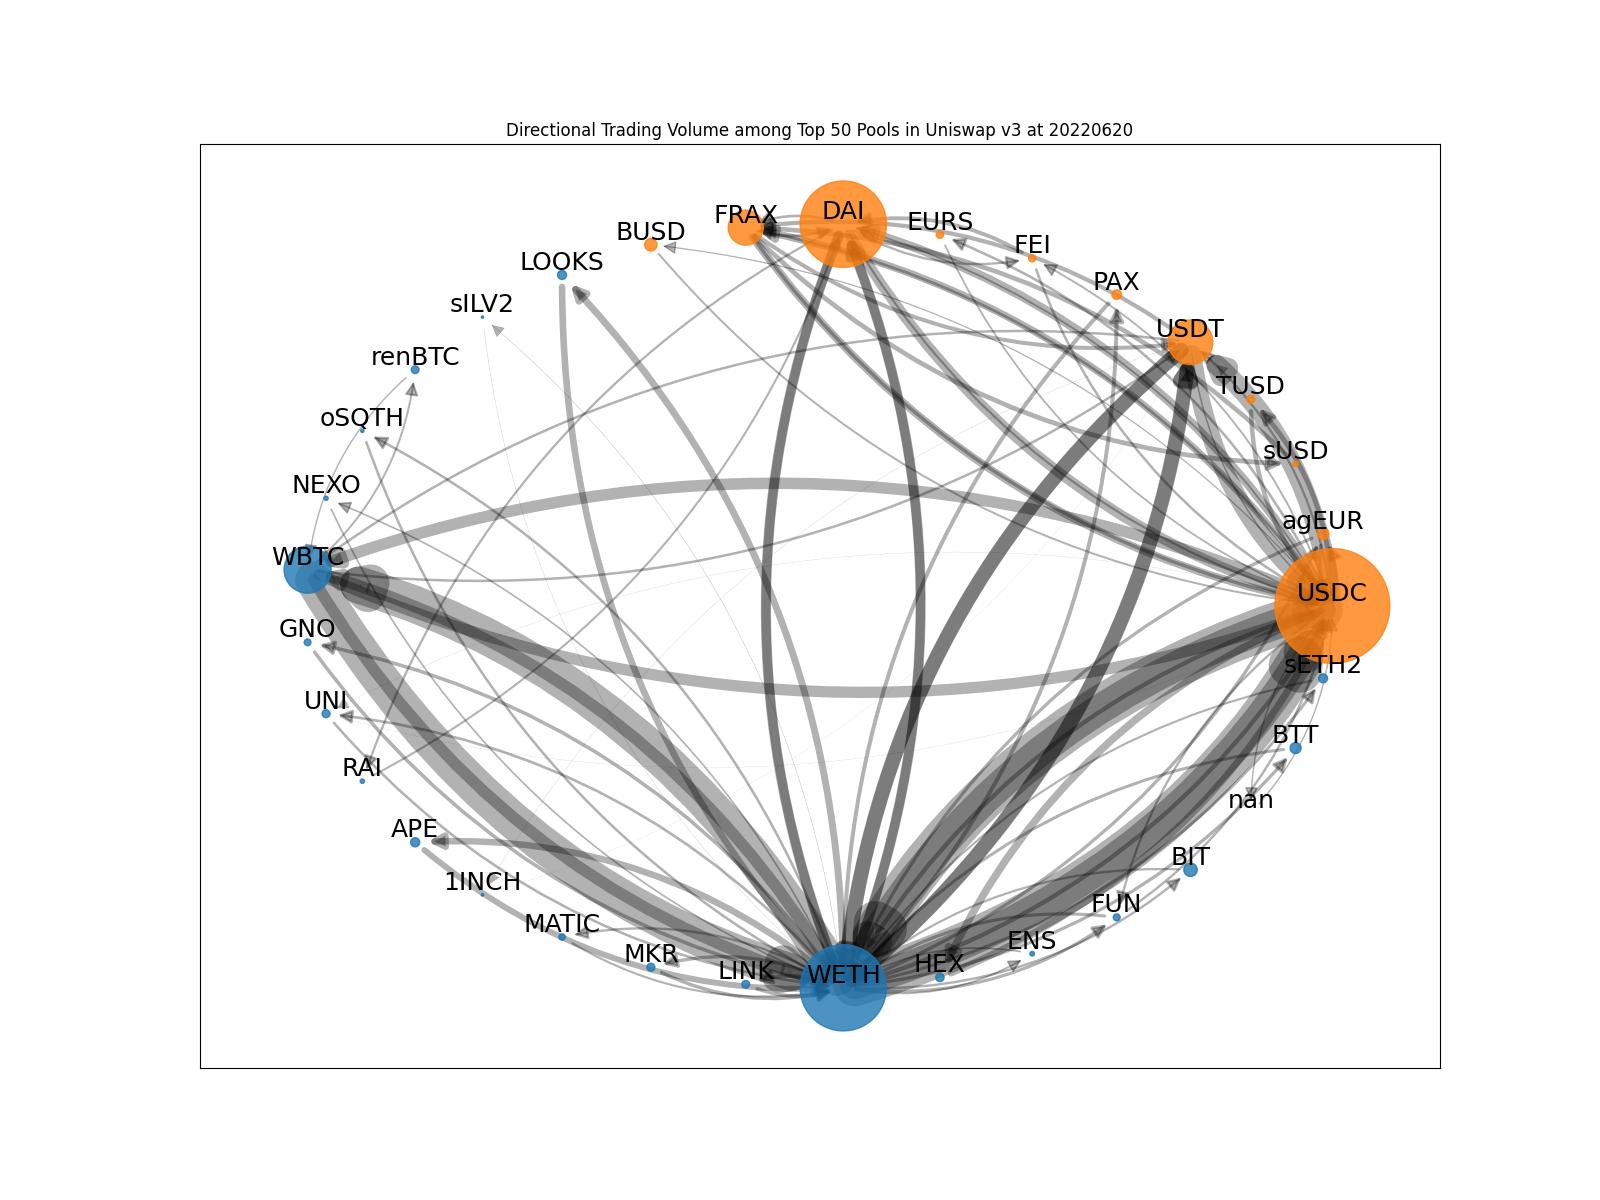 Directional Trading Volume among Top 50 Pools in Uniswap v3 at 20220620
DAI
FRAX
EURS
BUSD
FEI
LOOKS
PAX
sILV2
USDT
renBTC
TUSD
oSQTH
sUSD
NEXO
agEUR
WBTC
USDC
GNO
sETH2
UNI
BTT
RAI
nan
APE
BIT
1INCH
FUN
MATIC
ENS
MKR
HEX
LINK
WETH